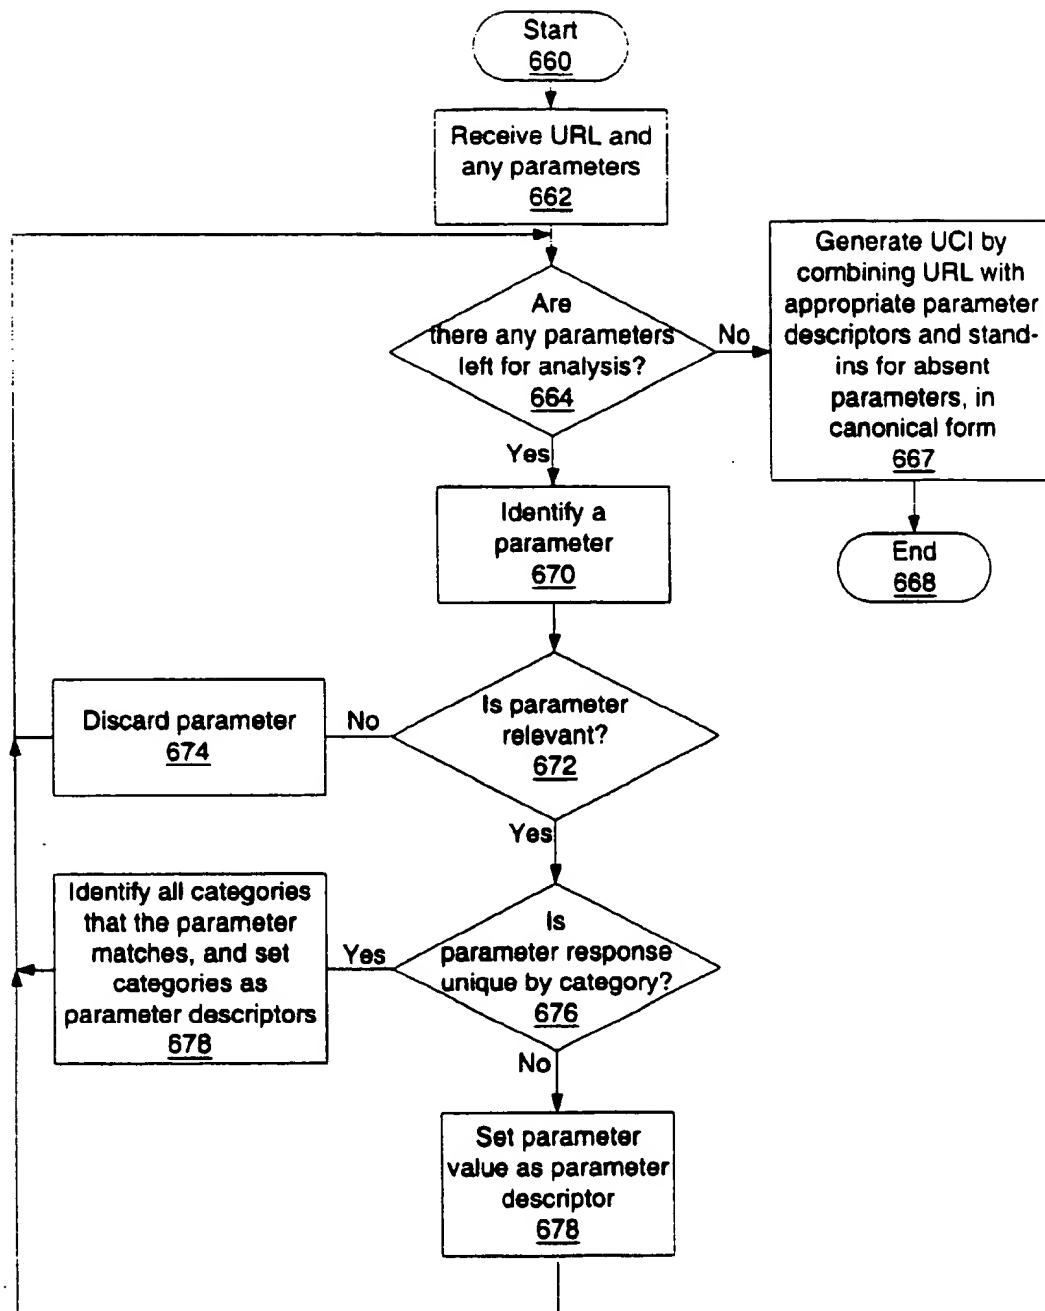 Start
660
Receive URL and
any parameters
662
Generate UCI by
combining URL with
appropriate parameter
descriptors and stand-
ins for absent
parameters, in
canonical form
667
Are
there any parameters
left for analysis?
664
No
Yes
Identify a
parameter
670
End
668
Discard parameter
674
No
Is parameter
relevant?
672
Yes
Identify all categories
that the parameter
matches, and set
categories as
parameter descriptors
678
Yes
Is
parameter response
unique by category?
676
No
Set parameter
value as parameter
descriptor
678